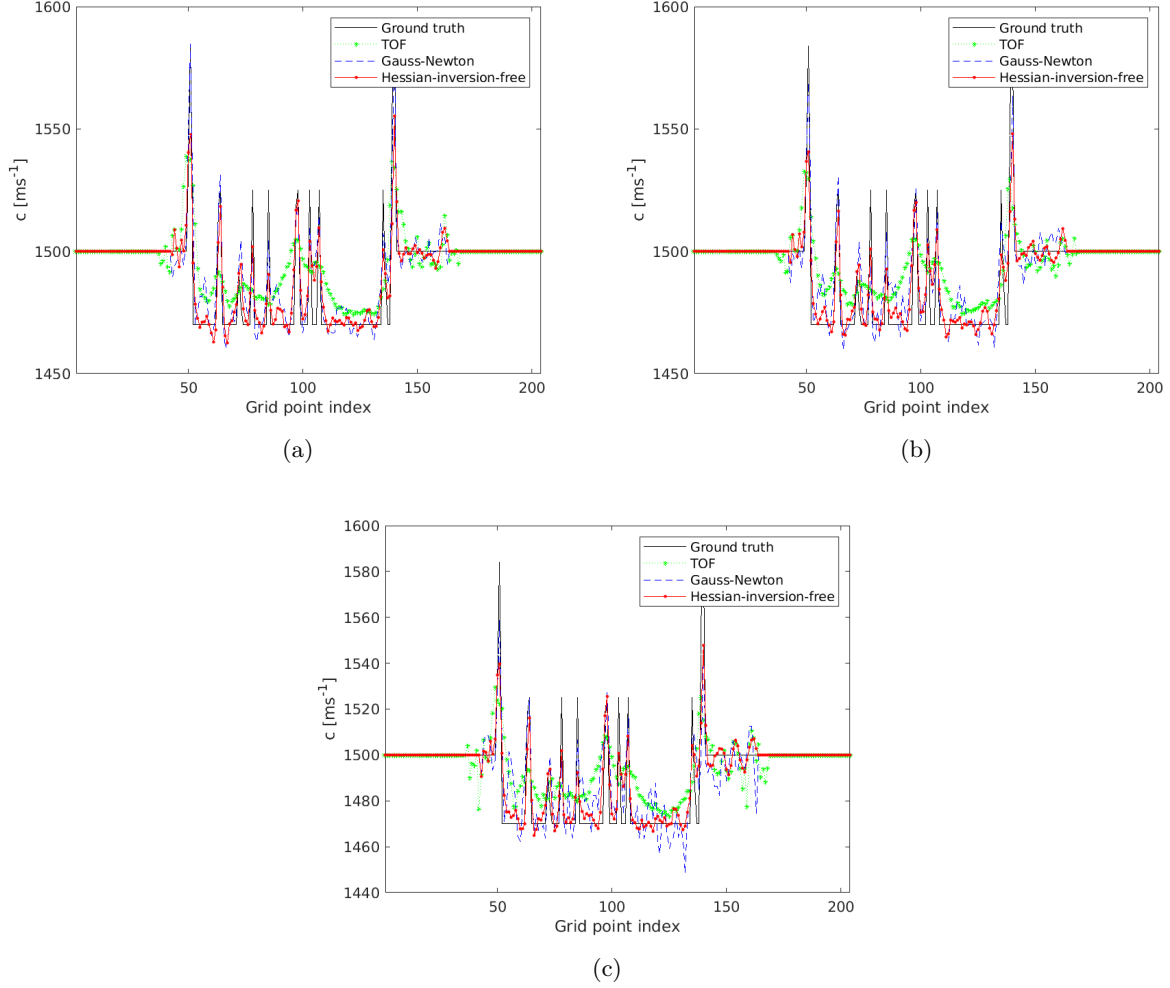 1600
1550
1500
1450
c [ms-1]
50
100
150
200
Grid point index
Ground truth
TOF
Gauss-Newton
Hessian-inversion-free
(a)
1600
1550
1500
1450
c [ms-1]
50
100
150
200
Grid point index
Ground truth
TOF
Gauss-Newton
Hessian-inversion-free
(b)
1600
1580
1560
1540
1520
1500
1480
1460
1440
c [ms-1]
50
100
150
200
Grid point index
Ground truth
TOF
Gauss-Newton
Hessian-inversion-free
(c)